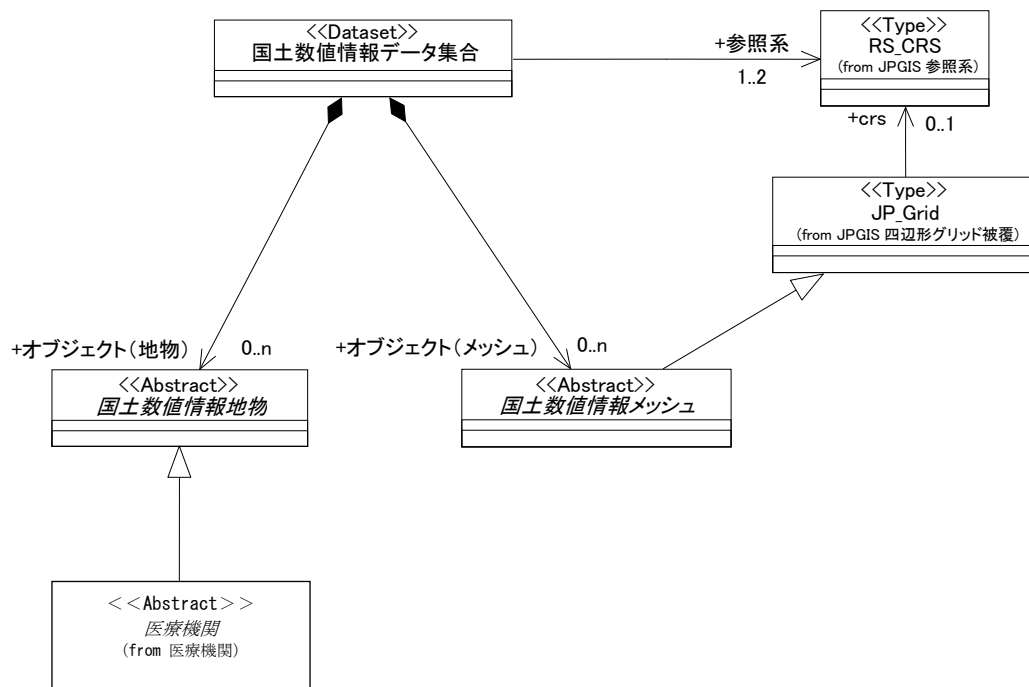 <<Dataset>>
国土数値情報データ集合
+参照系
1..2
<<Type>>
RS_CRS
(from JPGIS 参照系)
+crs
0..1
<<Type>>
JP_Grid
(from JPGIS 四辺形グリッド被覆)
+オブジェクト(地物)
0..n
+オブジェクト(メッシュ)
0..n
<<Abstract>>
国土数値情報地物
<<Abstract>>
国土数値情報メッシュ
<<Abstract>>
医療機関
(from 医療機関)